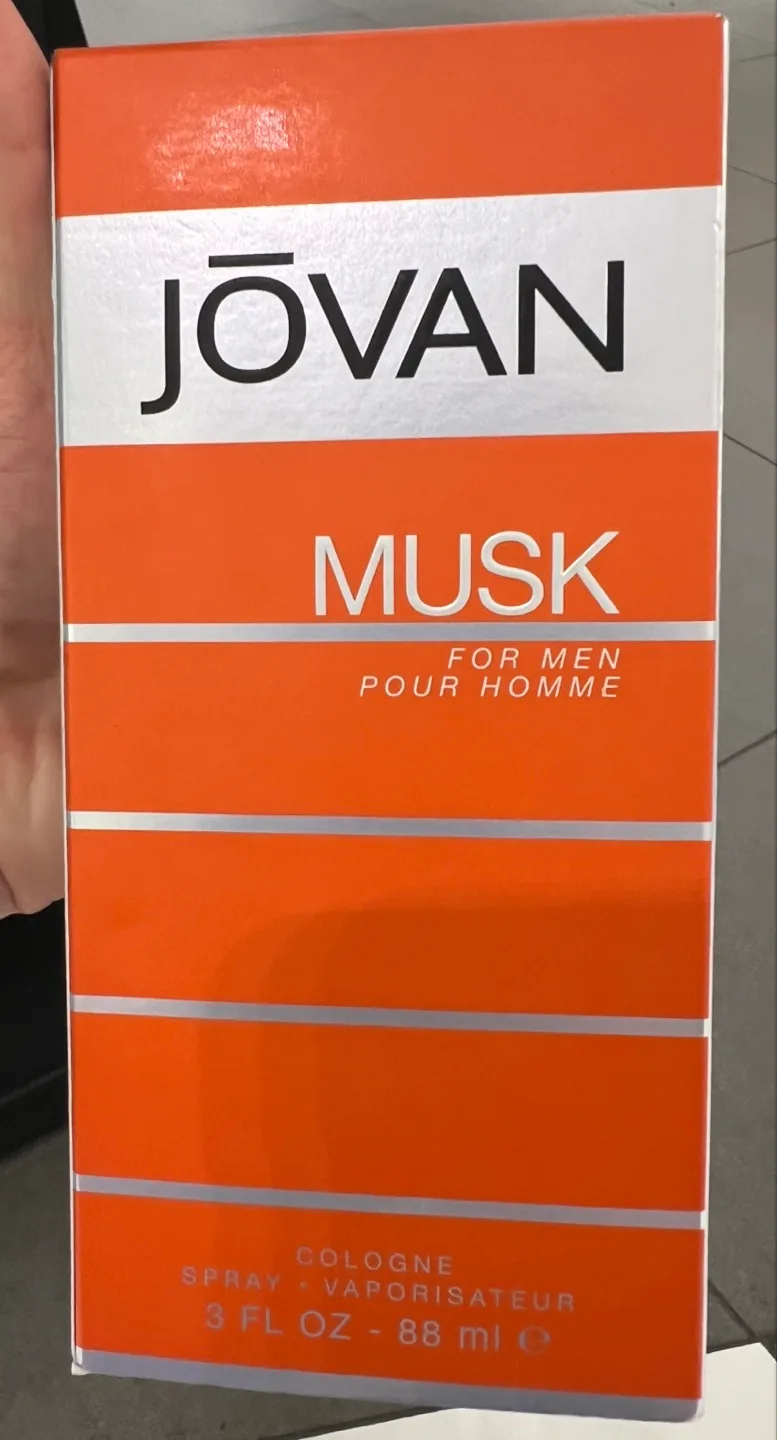 JŌVAN
MUSK
FOR MEN
POUR HOMME
COLOGNE
SPRAY • VAPORISATEUR
3 FL OZ - 88 ml ℮